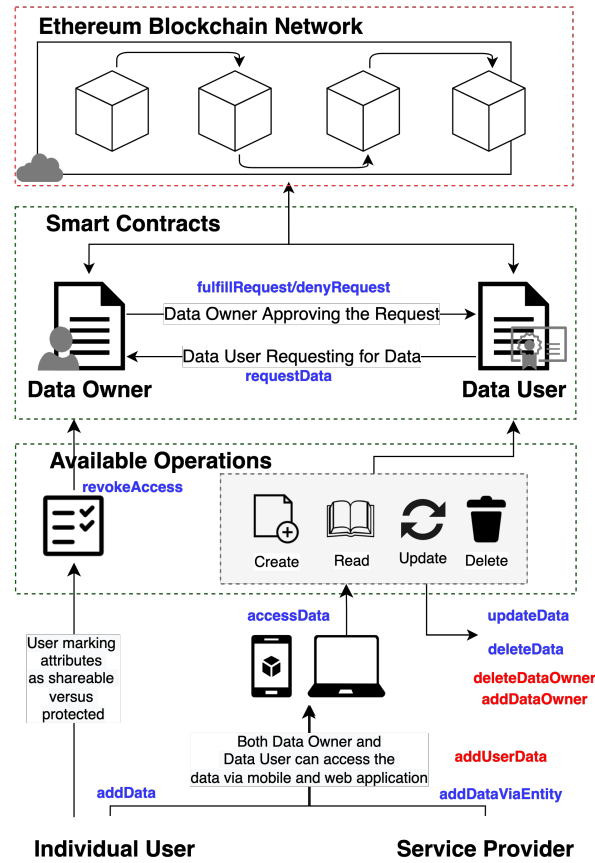 Ethereum Blockchain Network
Smart Contracts
fulfillRequest/denyRequest
Data Owner Approving the Request
Data User Requesting for Data
requestData
Data Owner
Data User
Available Operations
revokeAccess
Create
Read
Update
Delete
accessData
updateData
deleteData
deleteDataOwner
addDataOwner
User marking
attributes
as shareable
versus
protected
Both Data Owner and
Data User can access the
data via mobile and web application
addUserData
addData
addDataViaEntity
Individual User
Service Provider